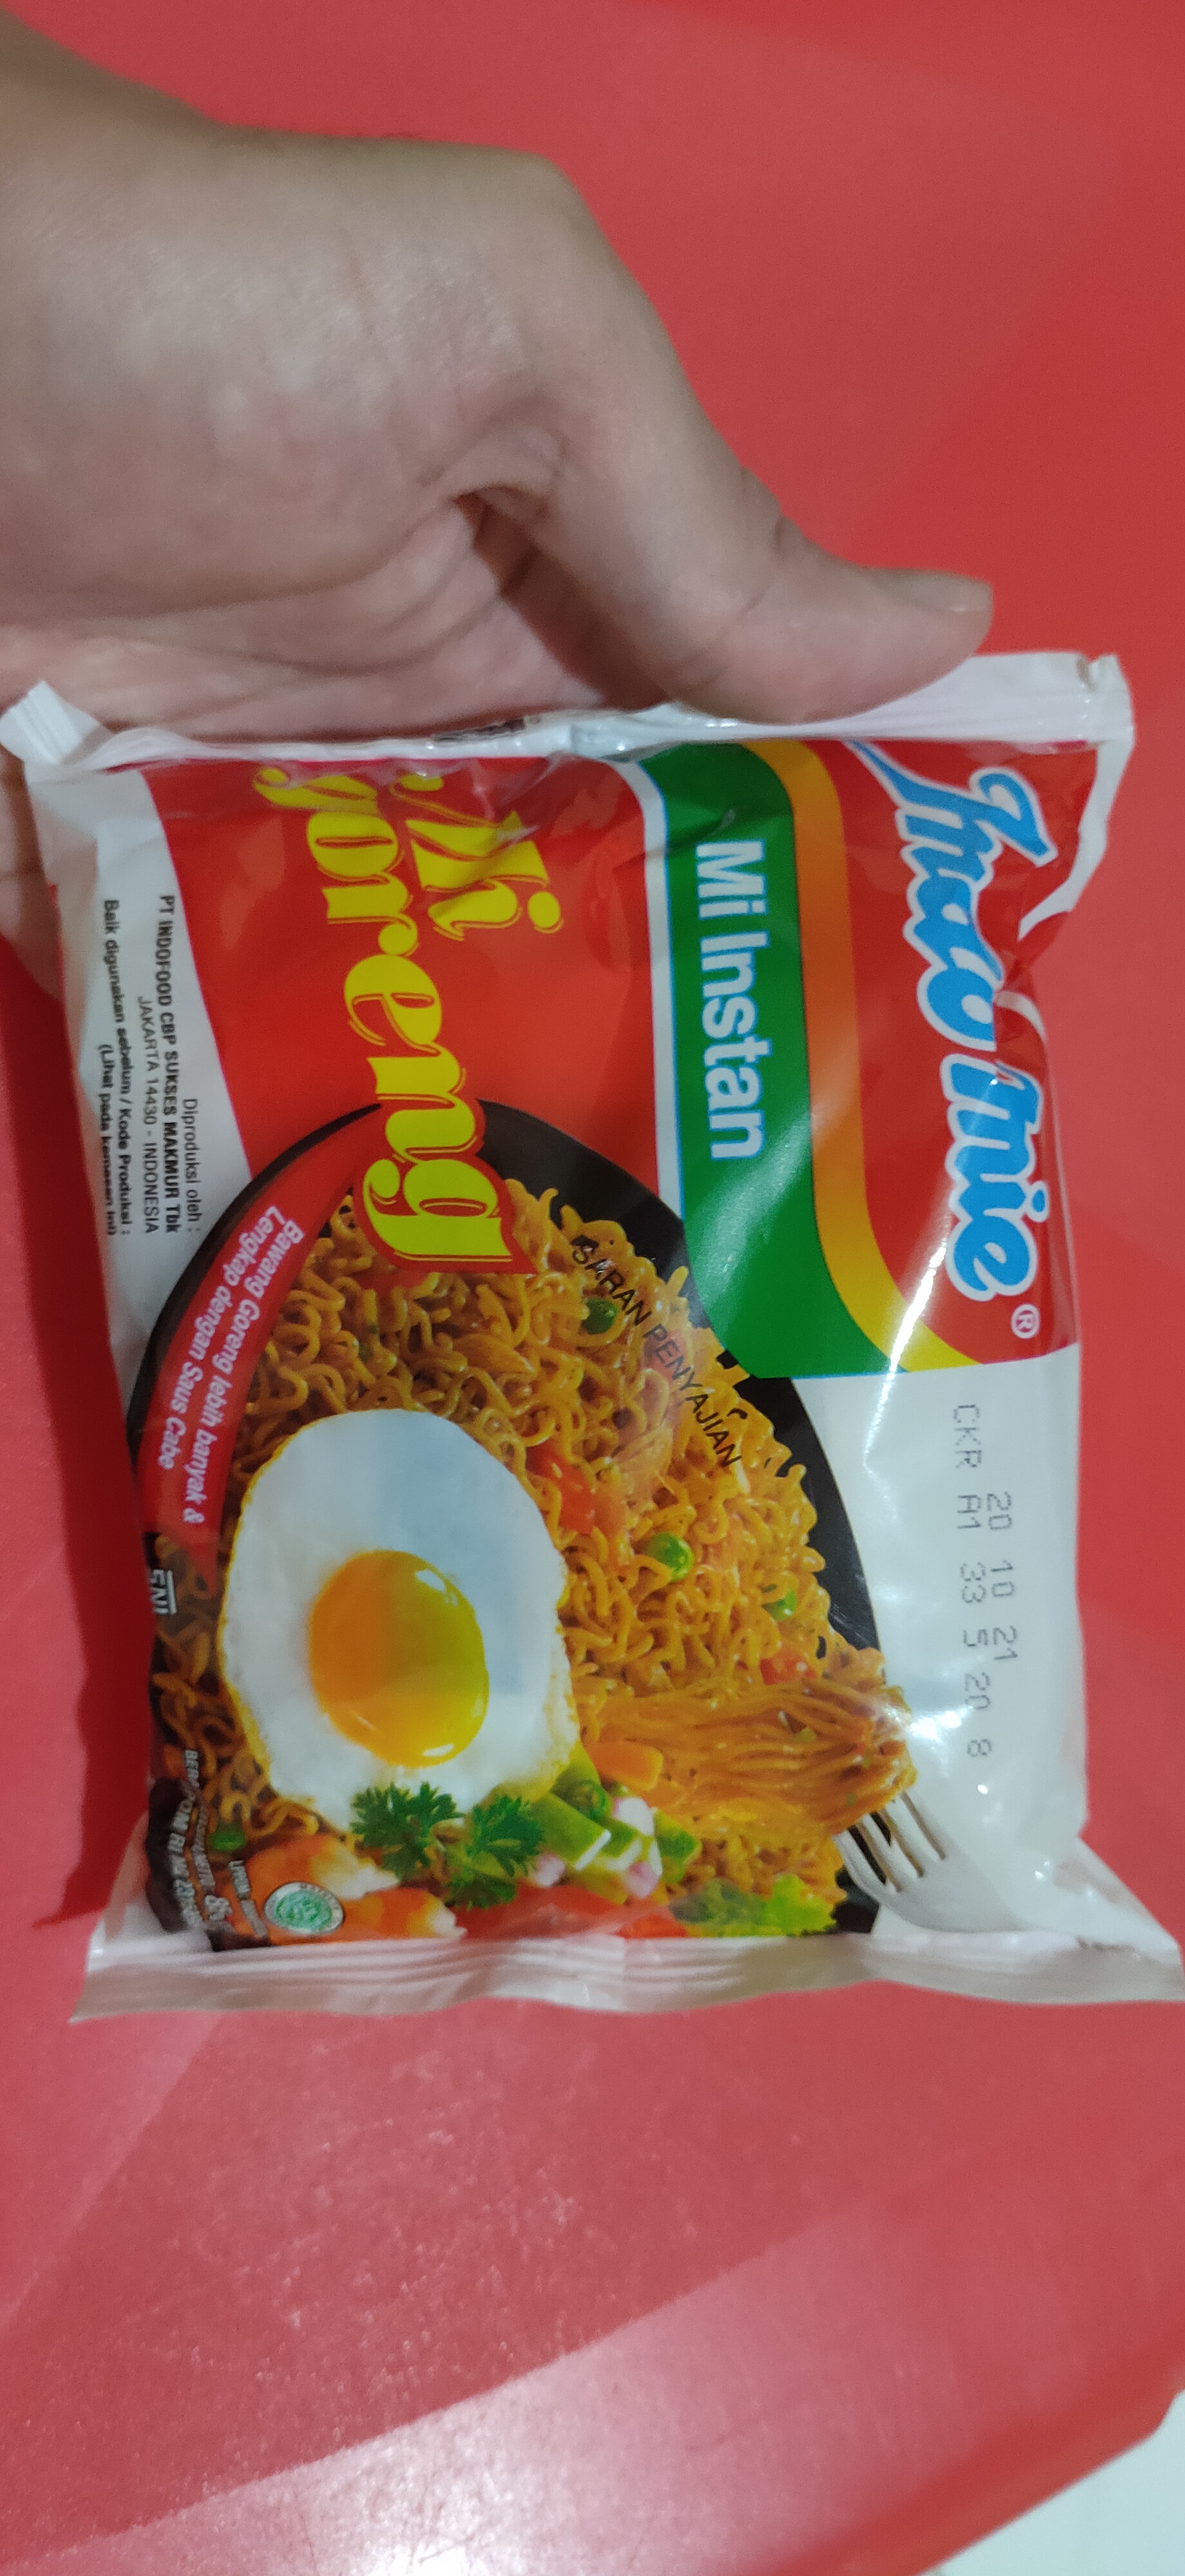 Indomie®
Mi Instan
Mi
goreng
20 10 21
CKR A1 33 5 20 8
SARAN PENYAJIAN
Diproduksi oleh :
PT INDOFOOD CBP SUKSES MAKMUR Tbk
JAKARTA 14430 - INDONESIA
Baik digunakan sebelum / Kode Produksi :
(Lihat pada kemasan ini)
Bawang Goreng lebih banyak &
Lengkap dengan Saus Cabe
SNI